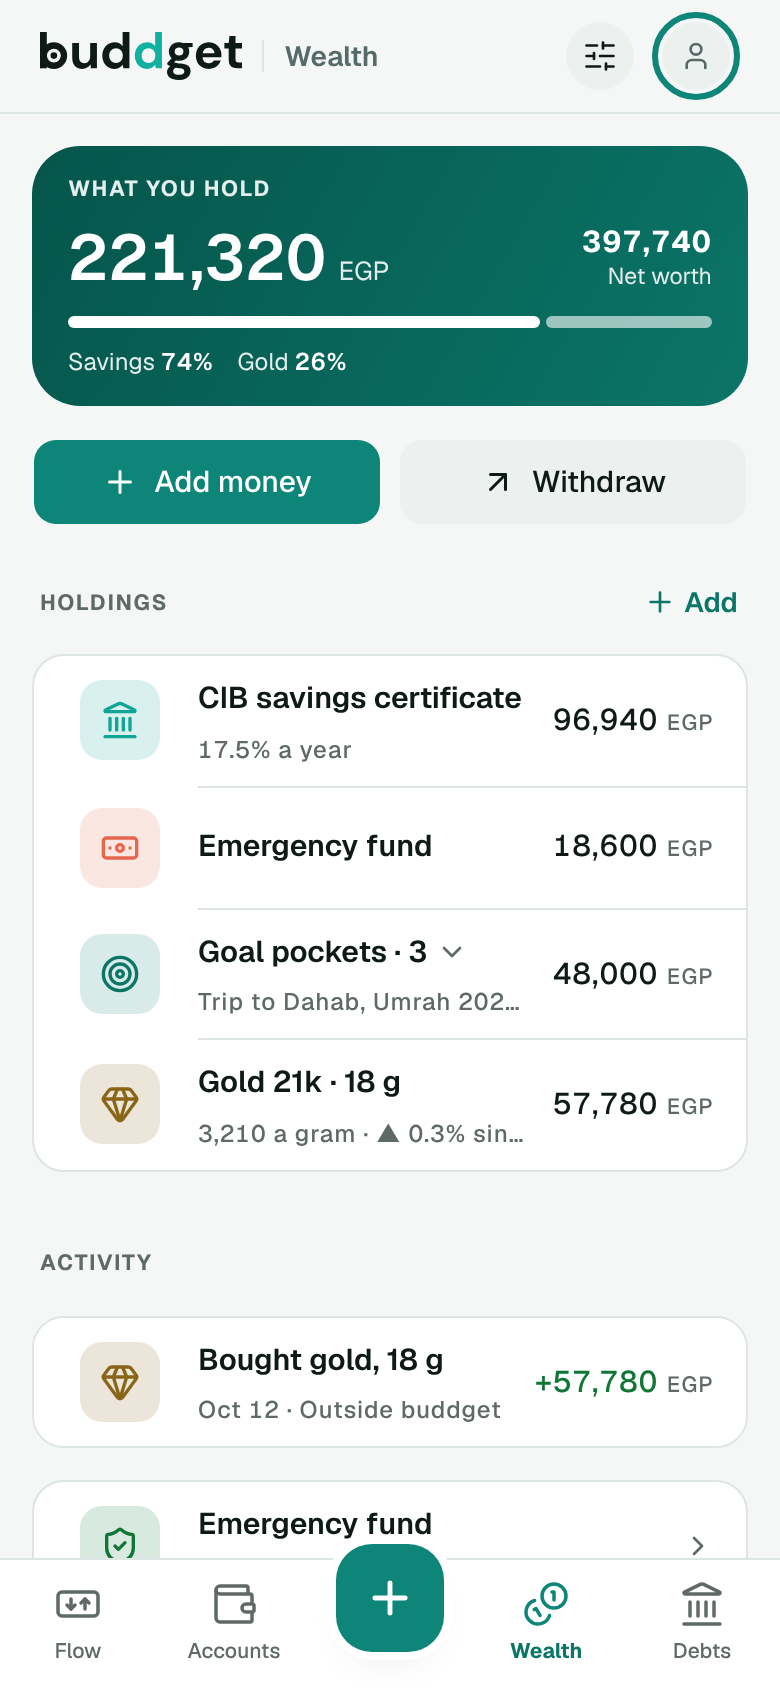 buddget
Wealth
WHAT YOU HOLD
221,320 EGP
397,740
Net worth
Savings 74% Gold 26%
+ Add money
Withdraw
HOLDINGS
+ Add
CIB savings certificate
17.5% a year
96,940 EGP
Emergency fund
18,600 EGP
Goal pockets · 3
Trip to Dahab, Umrah 202...
48,000 EGP
Gold 21k · 18 g
3,210 a gram · ▲ 0.3% sin...
57,780 EGP
ACTIVITY
Bought gold, 18 g
Oct 12 · Outside buddget
+57,780 EGP
Emergency fund
Flow
Accounts
Wealth
Debts